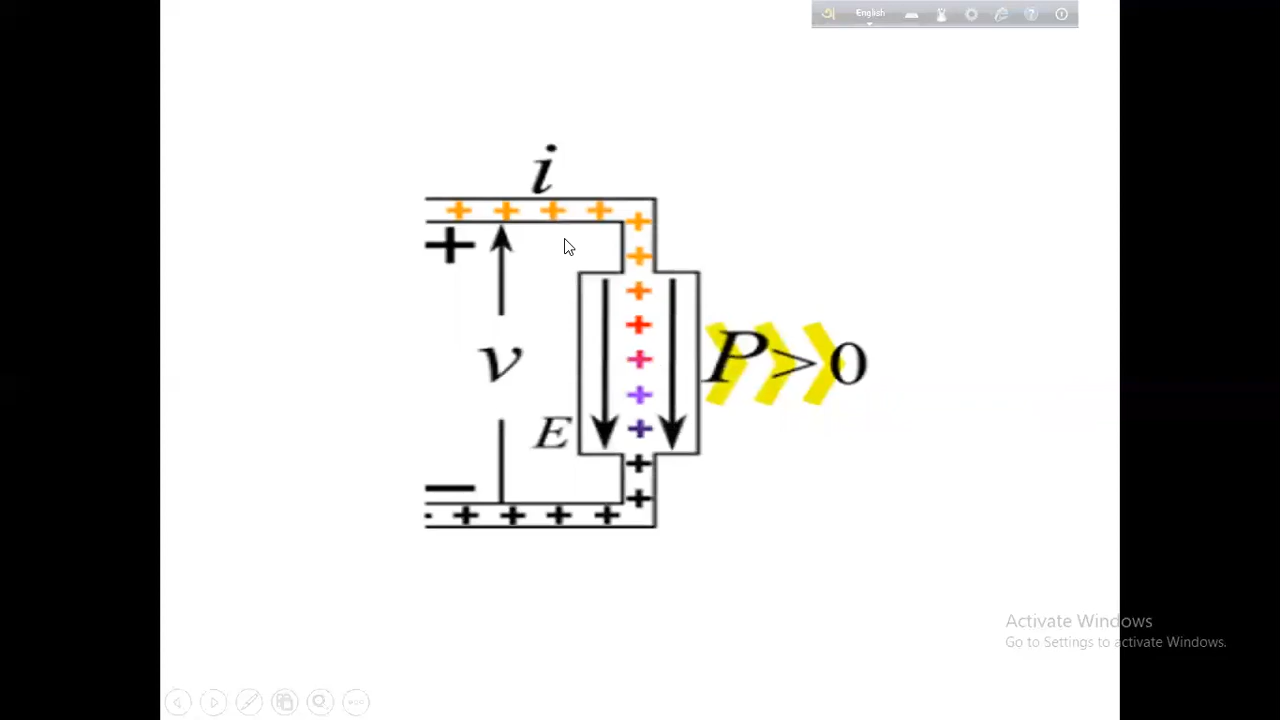 English
i
+
v
P>0
E
−
Activate Windows
Go to Settings to activate Windows.